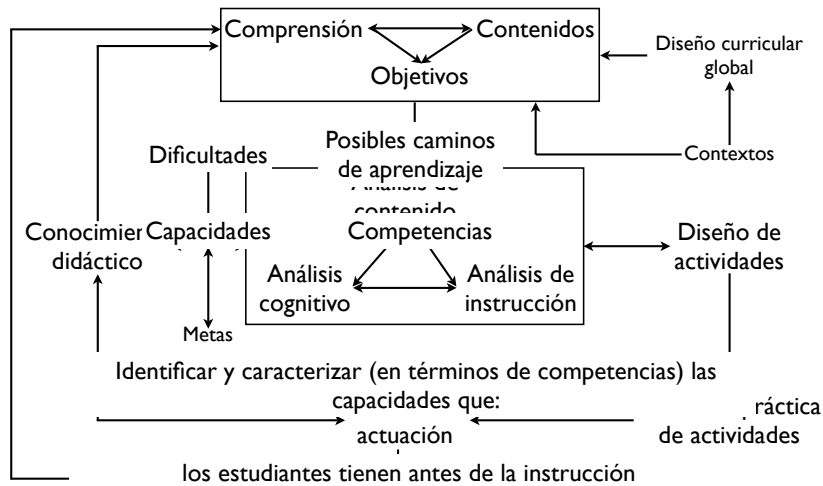 Comprensión Contenidos
Objetivos
Diseño curricular
global
Contextos
Posibles caminos
de aprendizaje
Dificultades
contenido
Capacidades
Competencias
didáctico
Diseño de
actividades
Análisis
cognitivo
Análisis de
instrucción
Metas
Identificar y caracterizar (en términos de competencias) las
capacidades que:
actuación
de actividades
los estudiantes tienen antes de la instrucción